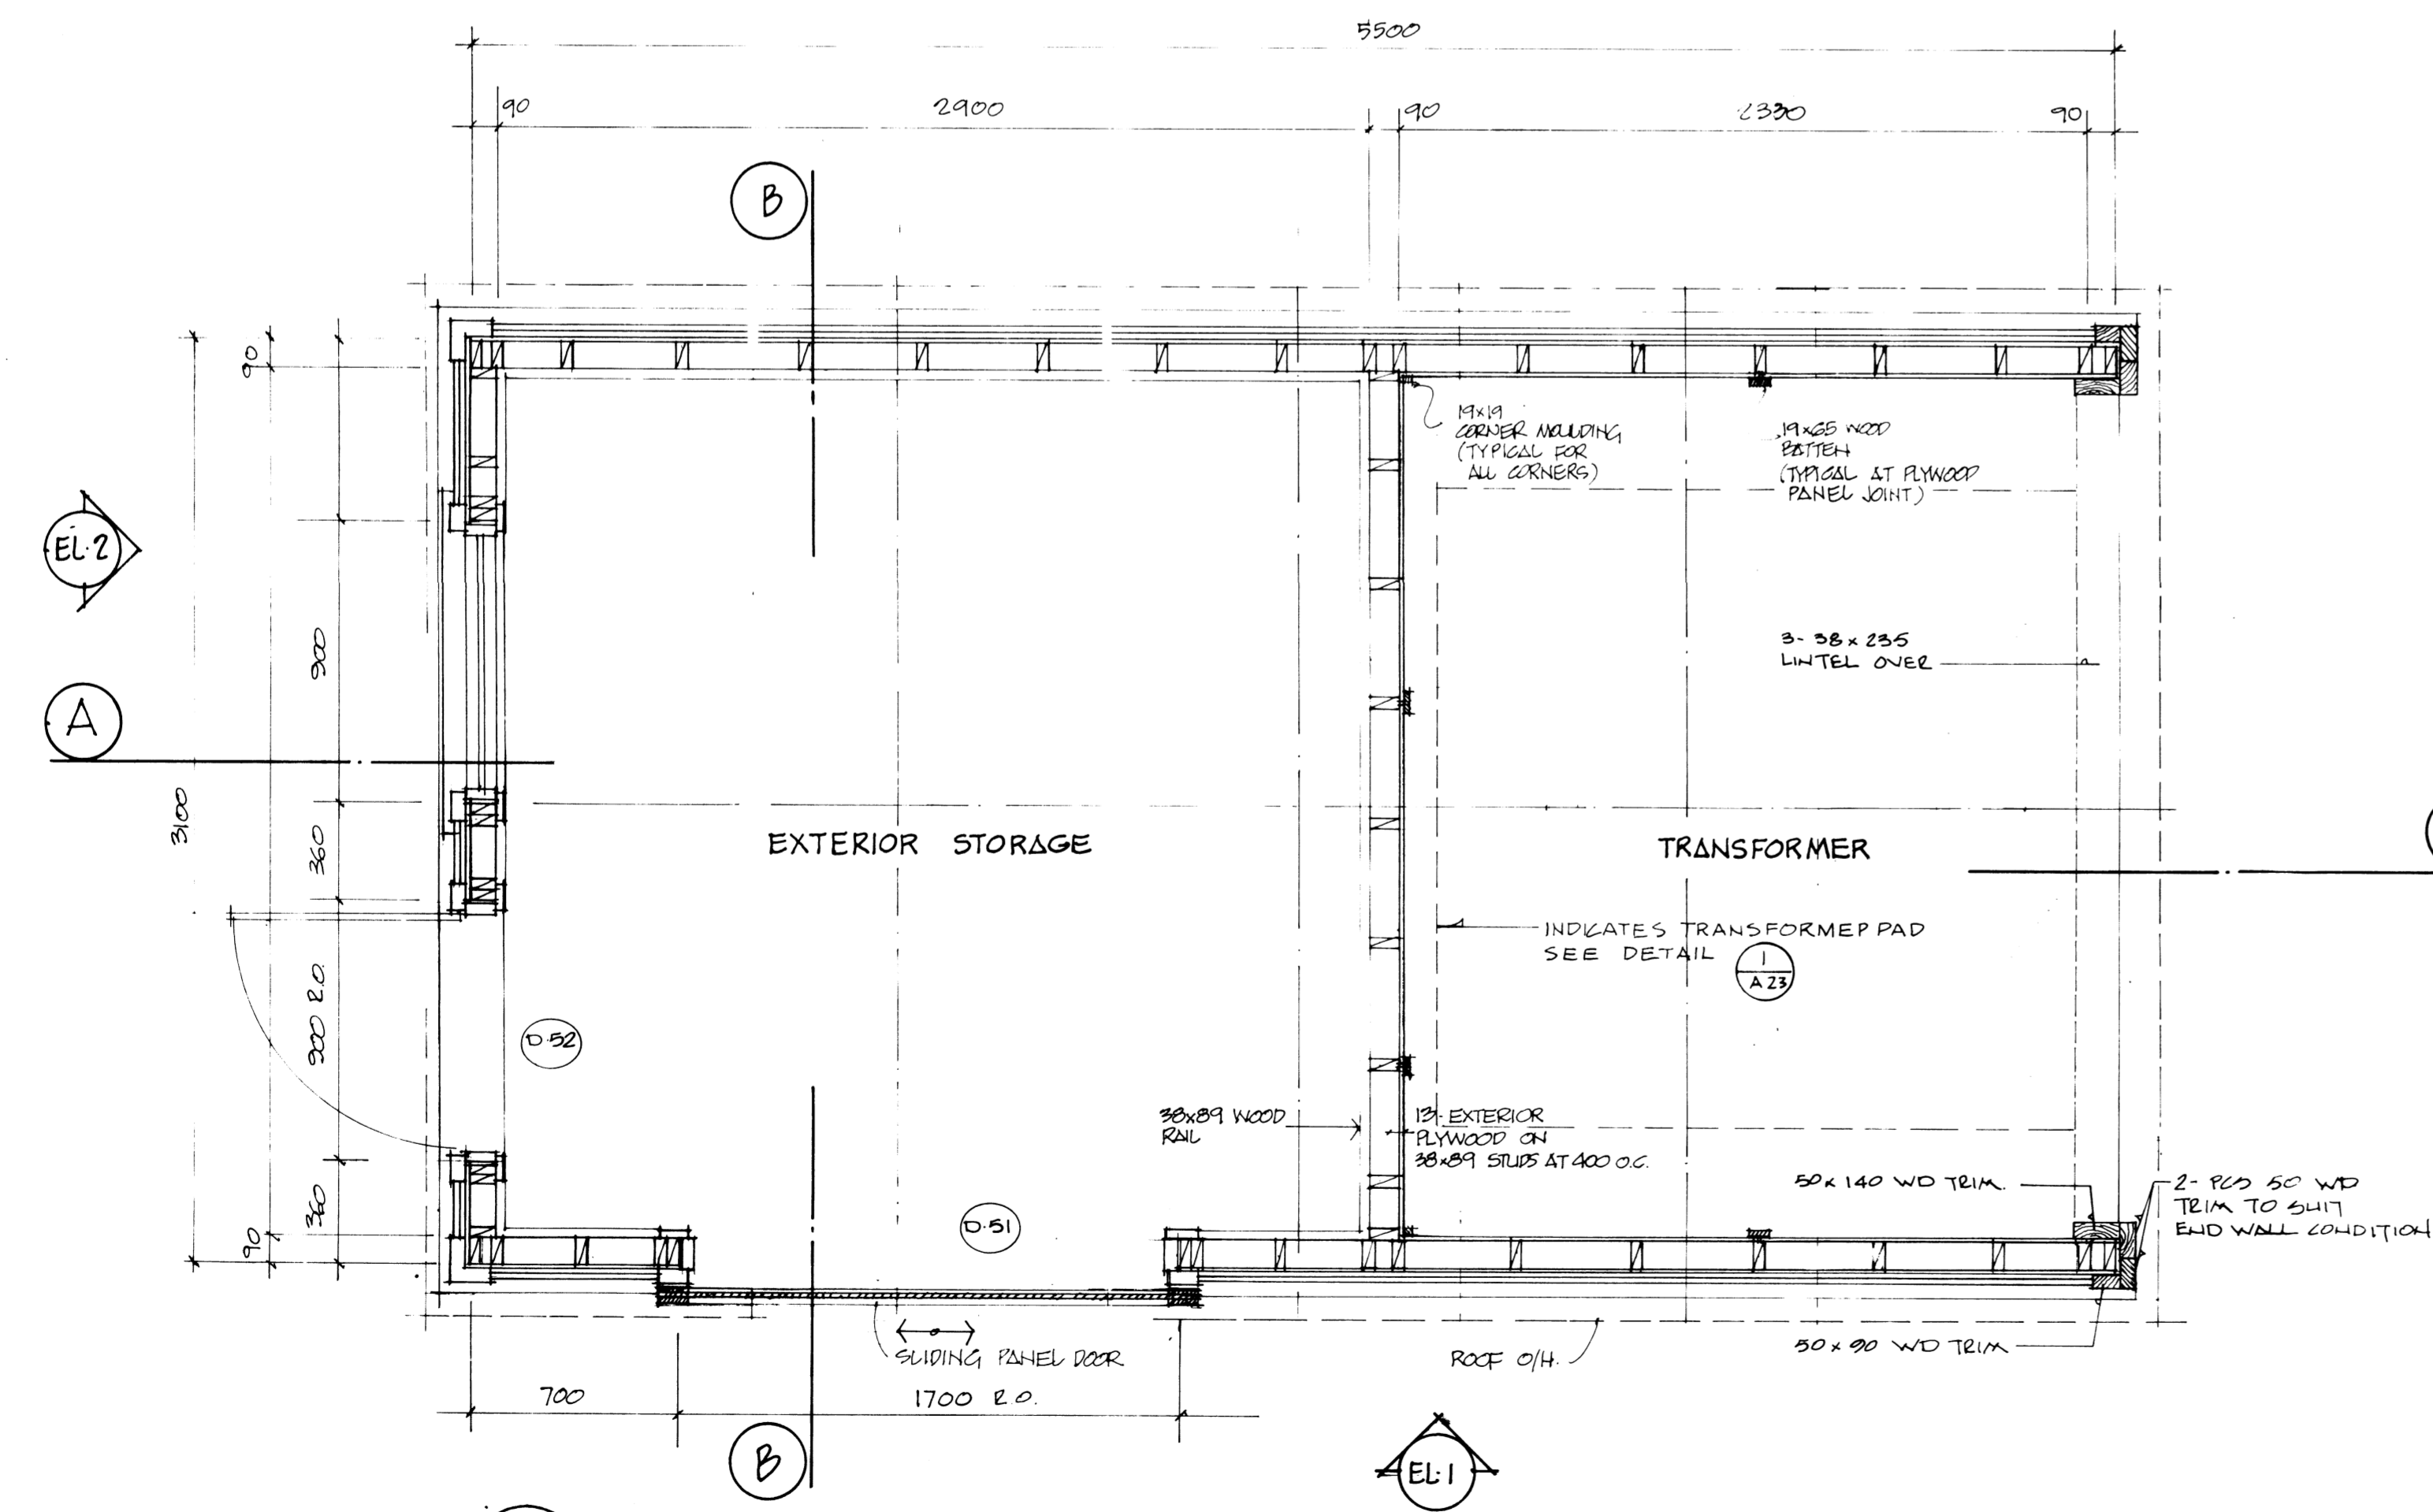 5500
90
2900
90
2330
90
B
90
19x19
CORNER MOULDING
(TYPICAL FOR
ALL CORNERS)
19x65 WOOD
BATTEN
(TYPICAL AT PLYWOOD
PANEL JOINT)
EL·2
900
3-38x235
LINTEL OVER
A
3100
360
EXTERIOR STORAGE
TRANSFORMER
INDICATES TRANSFORMER PAD
SEE DETAIL
1
A 23
900 R.O.
D·52
38x89 WOOD
RAIL
13 EXTERIOR
PLYWOOD ON
38x89 STUDS AT 400 O.C.
50x140 WD TRIM.
2- PCS 50 WD
TRIM TO SUIT
END WALL CONDITION
360
90
D·51
SLIDING PANEL DOOR
ROOF O/H.
50x90 WD TRIM
700
1700 R.O.
B
EL·1